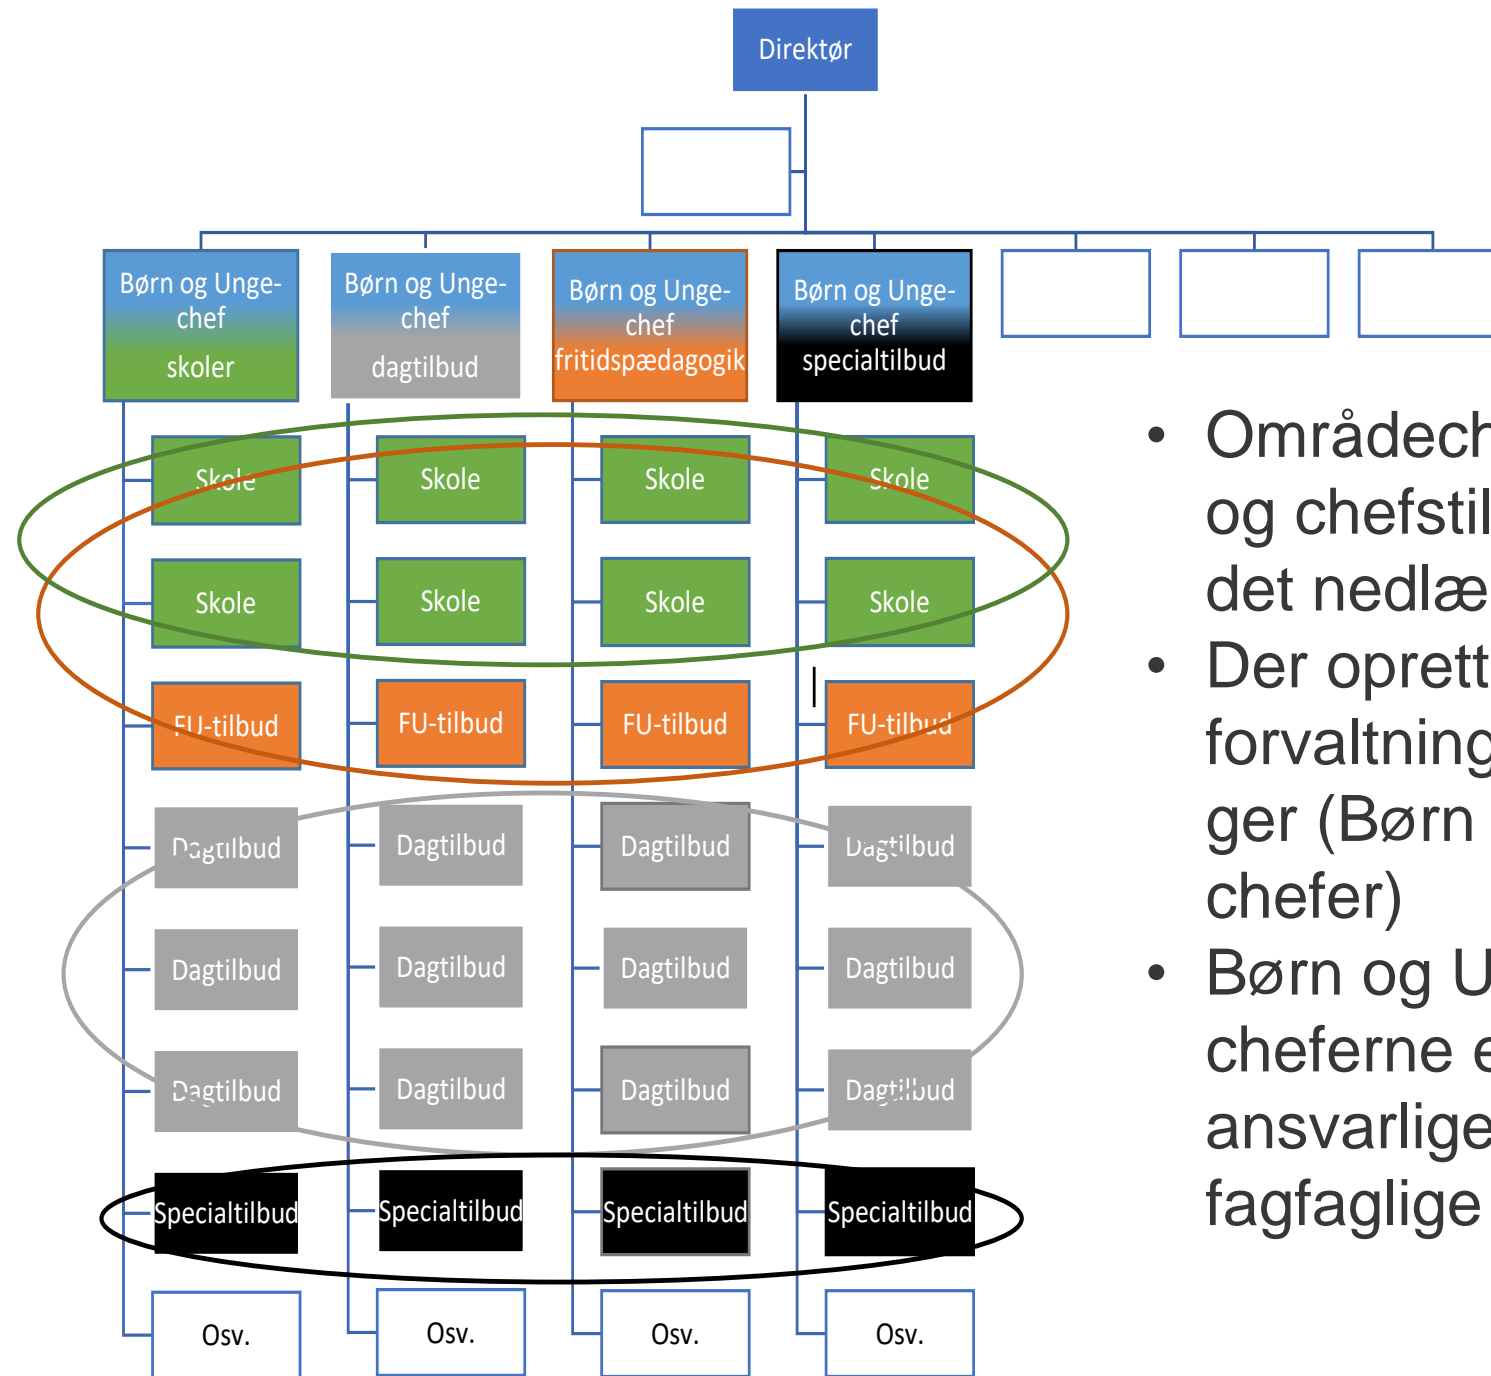 Direktør
Børn og Unge-
chef
skoler
Børn og Unge-
chef
dagtilbud
Børn og Unge-
chef
fritidspædagogik
Børn og Unge-
chef
specialtilbud
Skole
Skole
Skole
Skole
Skole
Skole
Skole
Skole
FU-tilbud
FU-tilbud
FU-tilbud
FU-tilbud
Dagtilbud
Dagtilbud
Dagtilbud
Dagtilbud
Dagtilbud
Dagtilbud
Dagtilbud
Dagtilbud
Dagtilbud
Dagtilbud
Dagtilbud
Dagtilbud
Specialtilbud
Specialtilbud
Specialtilbud
Specialtilbud
Osv.
Osv.
Osv.
Osv.
• Områdech
og chefstil
det nedlæ
• Der oprett
forvaltning
ger (Børn
chefer)
• Børn og U
cheferne
ansvarlige
fagfaglige